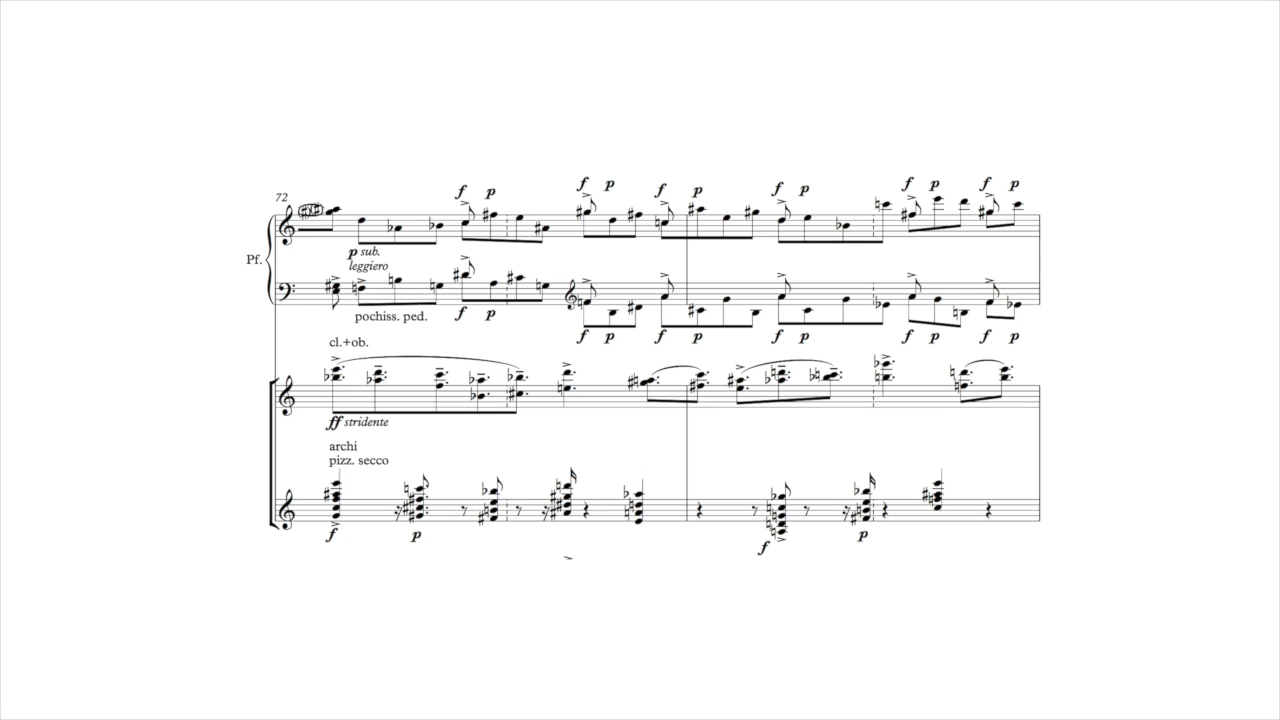 72
f p f p f p f p f p f p
Pf.
p sub.
leggiero
pochiss. ped.
f p
f p f p f p f p f p
cl.+ob.
ff stridente
archi
pizz. secco
f p f p